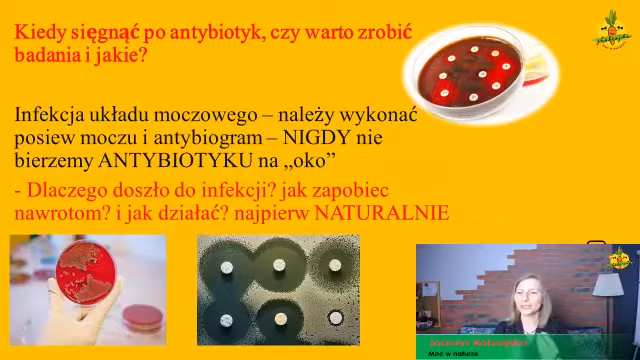 Kiedy sięgnąć po antybiotyk, czy warto zrobić
badania i jakie?
Infekcja układu moczowego – należy wykonać
posiew moczu i antybiogram – NIGDY nie
bierzemy ANTYBIOTYKU na „oko”
- Dlaczego doszło do infekcji? jak zapobiec
nawrotom? i jak działać? najpierw NATURALNIE
Moc w naturze